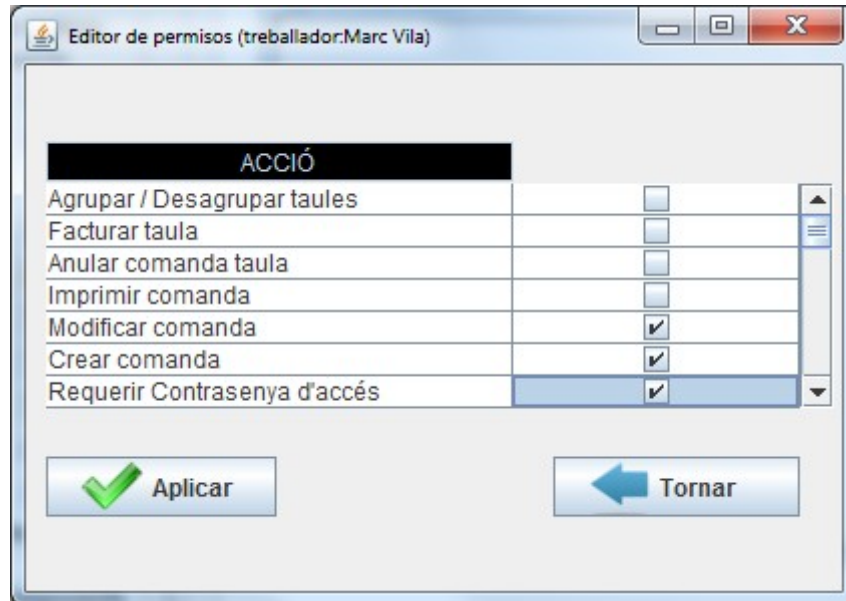 Editor de permisos (treballador:Marc Vila)
ACCIÓ
Agrupar / Desagrupar taules
Facturar taula
Anular comanda taula
Imprimir comanda
Modificar comanda
Crear comanda
Requerir Contrasenya d'accés
Aplicar
Tornar